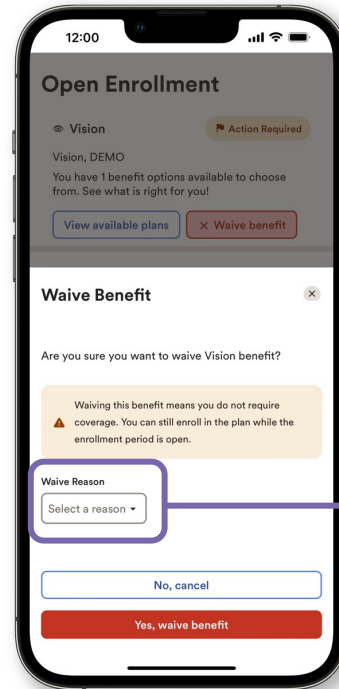 12:00
Open Enrollment
Vision
Action Required
Vision, DEMO
You have 1 benefit options available to choose
from. See what is right for you!
View available plans
Waive benefit
Waive Benefit
Are you sure you want to waive Vision benefit?
Waiving this benefit means you do not require
coverage. You can still enroll in the plan while the
enrollment period is open.
Waive Reason
Select a reason
No, cancel
Yes, waive benefit